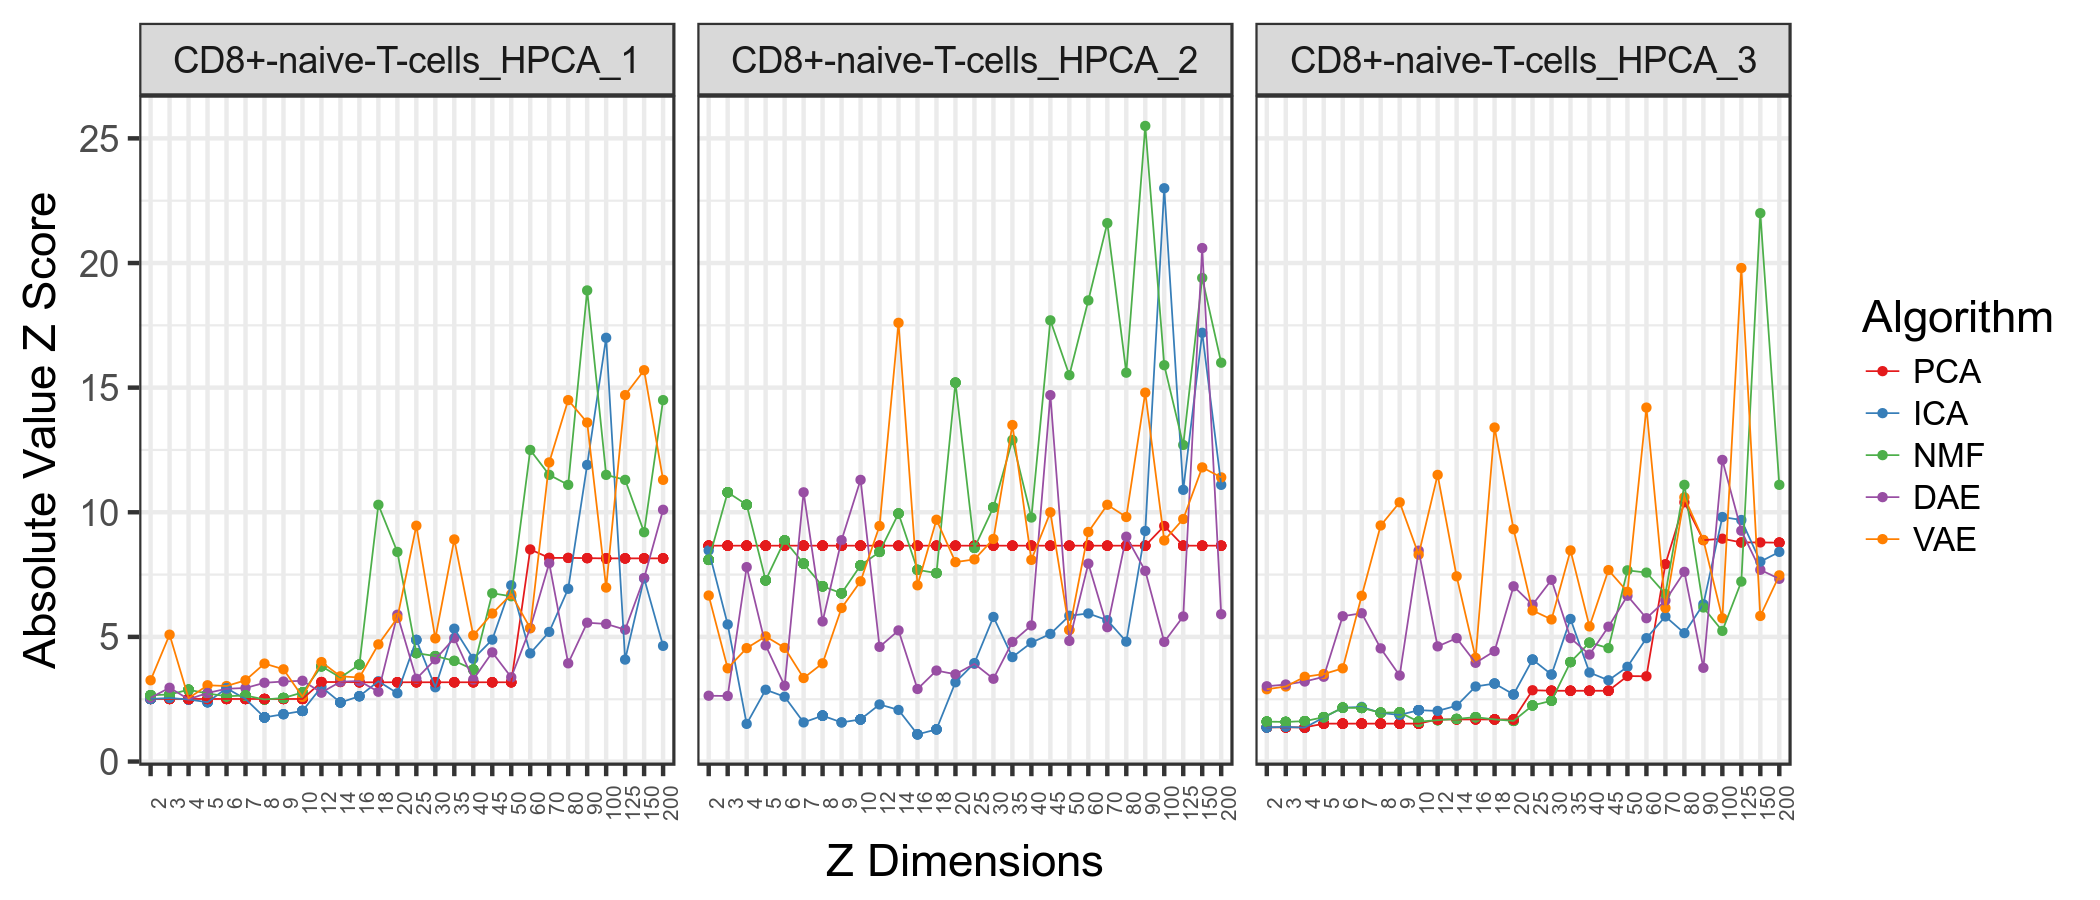 CD8+-naive-T-cells_HPCA_1
CD8+-naive-T-cells_HPCA_2
CD8+-naive-T-cells_HPCA_3
Absolute Value Z Score
25
20
15
10
5
0
2 3 4 5 6 7 8 9 10 12 14 16 18 20 25 30 35 40 45 50 60 70 80 90 100 125 150 200
2 3 4 5 6 7 8 9 10 12 14 16 18 20 25 30 35 40 45 50 60 70 80 90 100 125 150 200
2 3 4 5 6 7 8 9 10 12 14 16 18 20 25 30 35 40 45 50 60 70 80 90 100 125 150 200
Z Dimensions
Algorithm
PCA
ICA
NMF
DAE
VAE